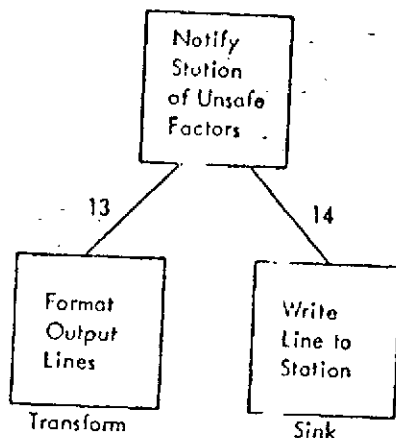 Notify
Station
of Unsafe
Factors
13
14
Format
Output
Lines
Write
Line to
Station
Transform
Sink